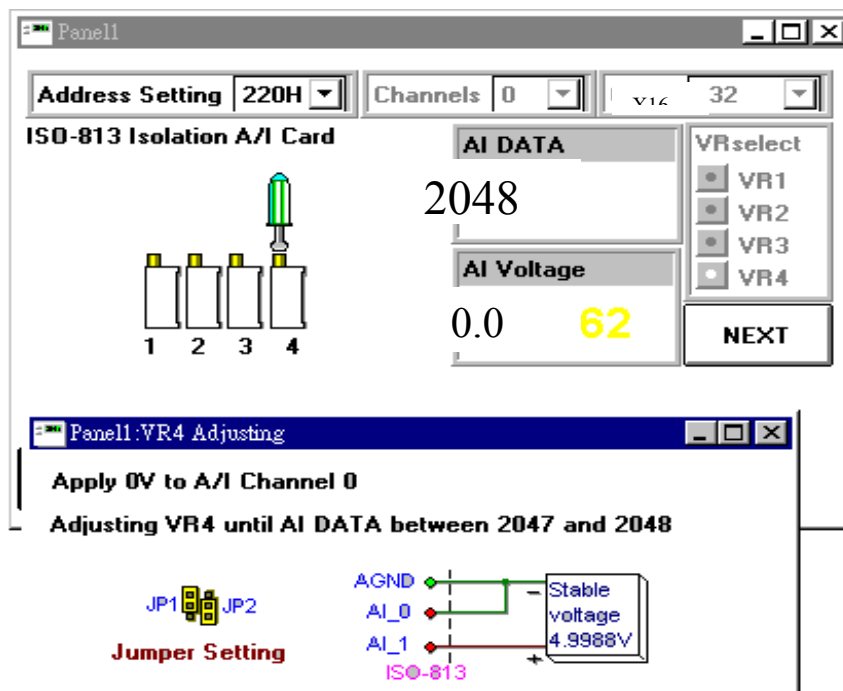 Panel1
Address Setting 220H Channels 0 32
ISO-813 Isolation A/I Card
AI DATA
2048
VRselect
VR1
VR2
VR3
VR4
AI Voltage
0.0 62
NEXT
1 2 3 4
Panel1:VR4 Adjusting
Apply 0V to A/I Channel 0
Adjusting VR4 until AI DATA between 2047 and 2048
JP1 JP2
Jumper Setting
AGND
AI_0
AI_1
ISO-813
- Stable
voltage
4.9988V
+